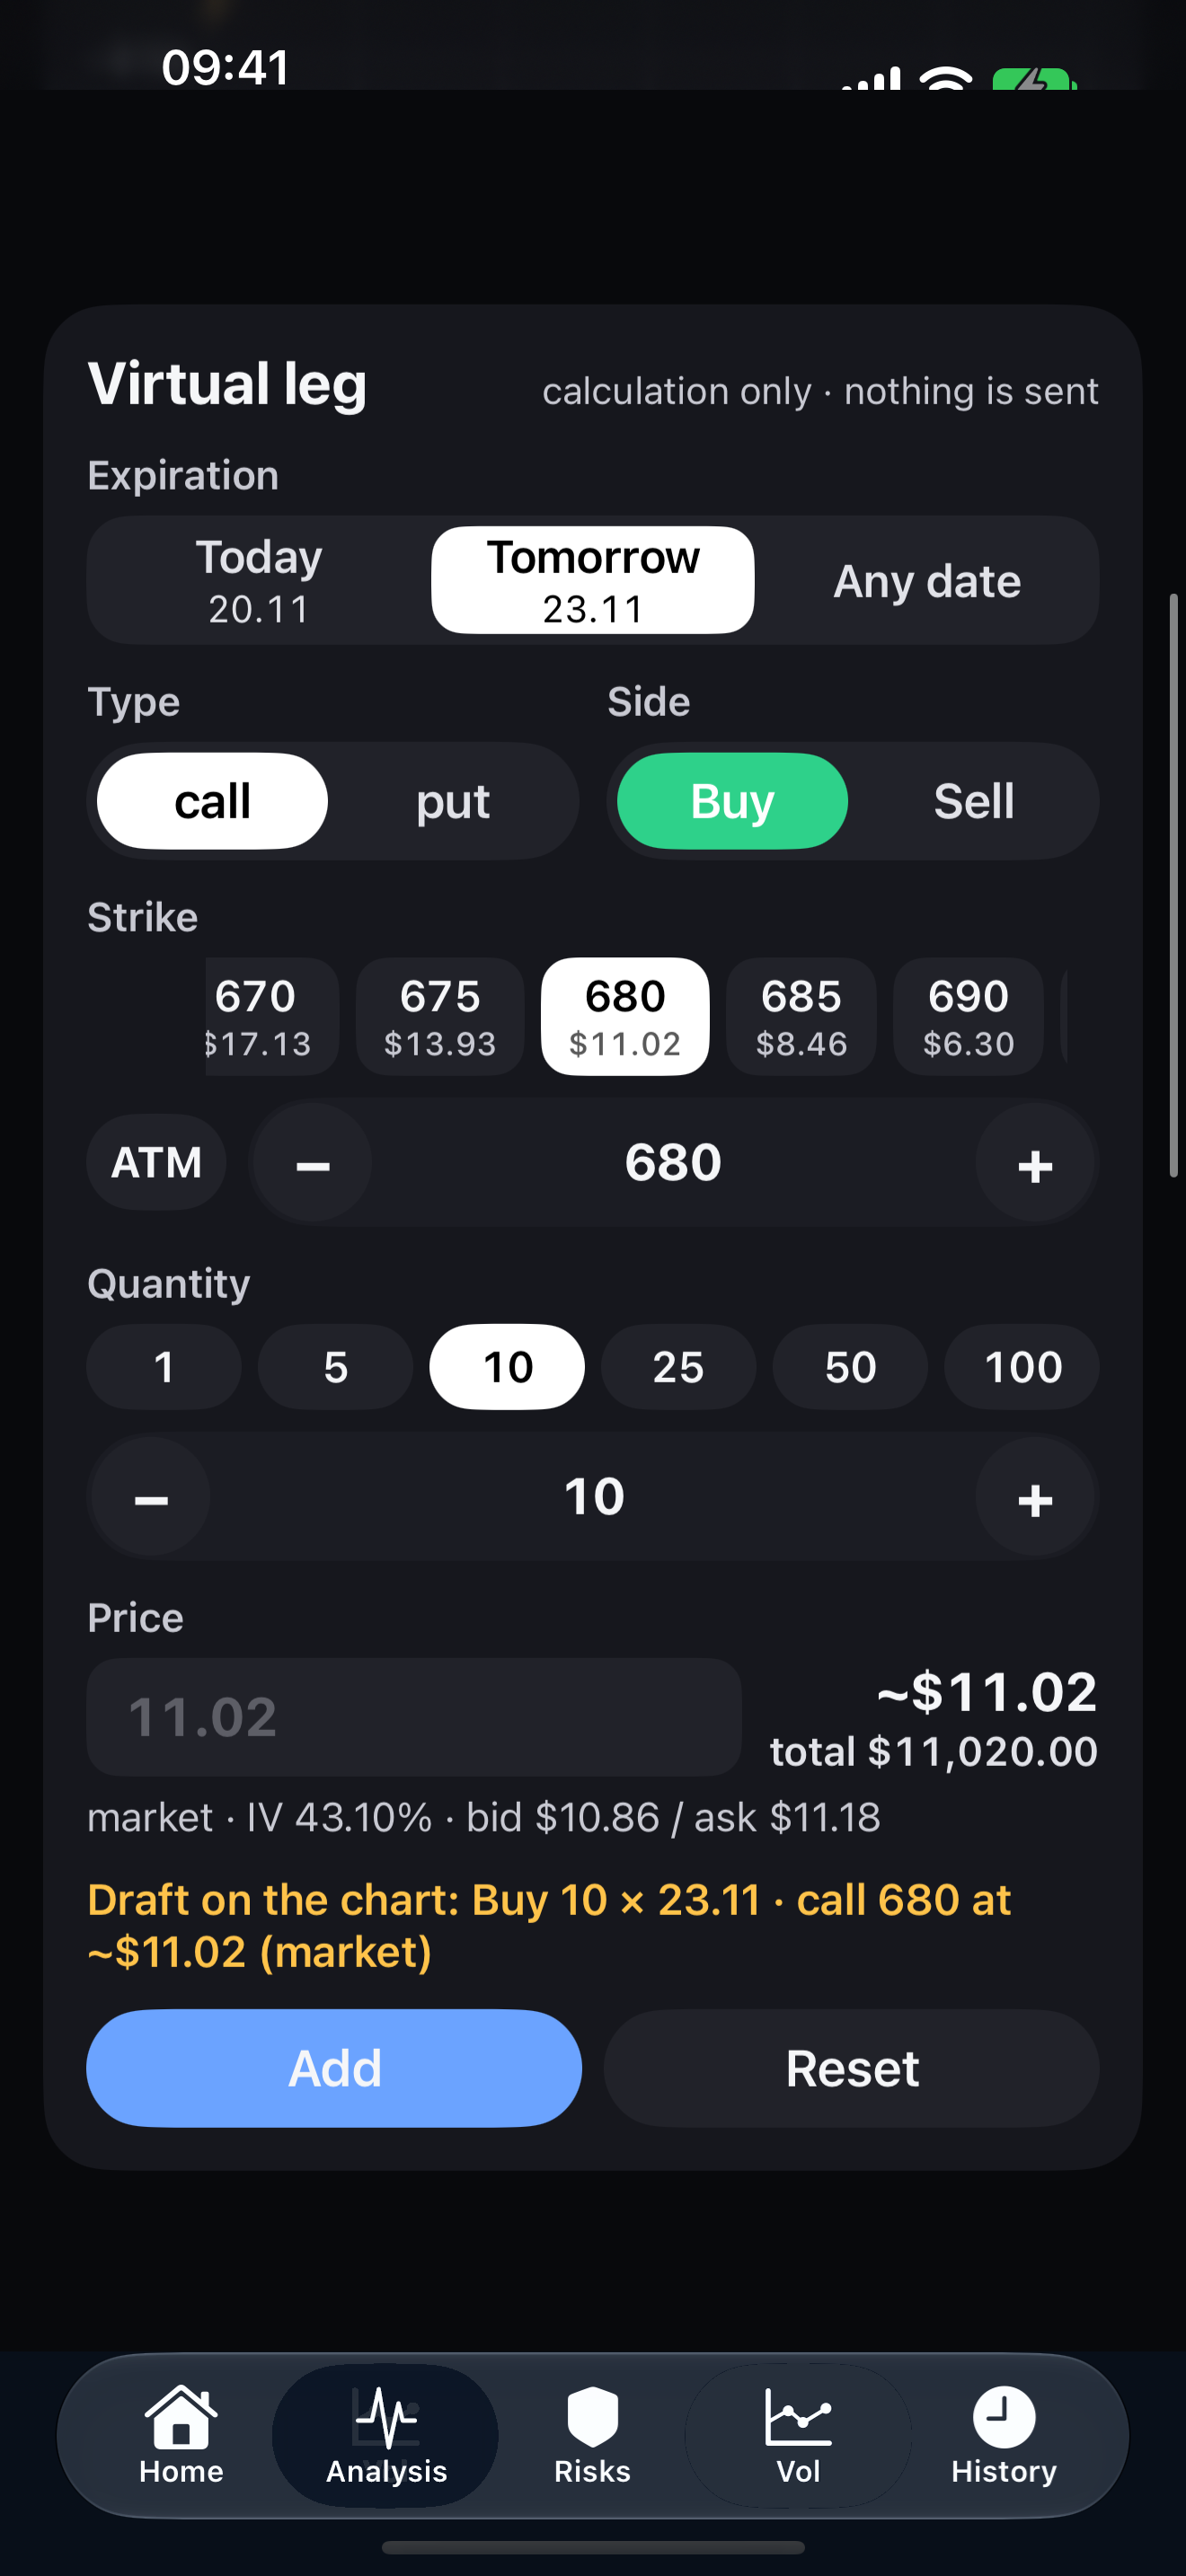 09:41
Virtual leg
calculation only · nothing is sent
Expiration
Today
20.11
Tomorrow
23.11
Any date
Type
Side
call
put
Buy
Sell
Strike
670
$17.13
675
$13.93
680
$11.02
685
$8.46
690
$6.30
ATM
−
680
+
Quantity
1
5
10
25
50
100
−
10
+
Price
11.02
~$11.02
total $11,020.00
market · IV 43.10% · bid $10.86 / ask $11.18
Draft on the chart: Buy 10 × 23.11 · call 680 at
~$11.02 (market)
Add
Reset
Home
Analysis
Risks
Vol
History